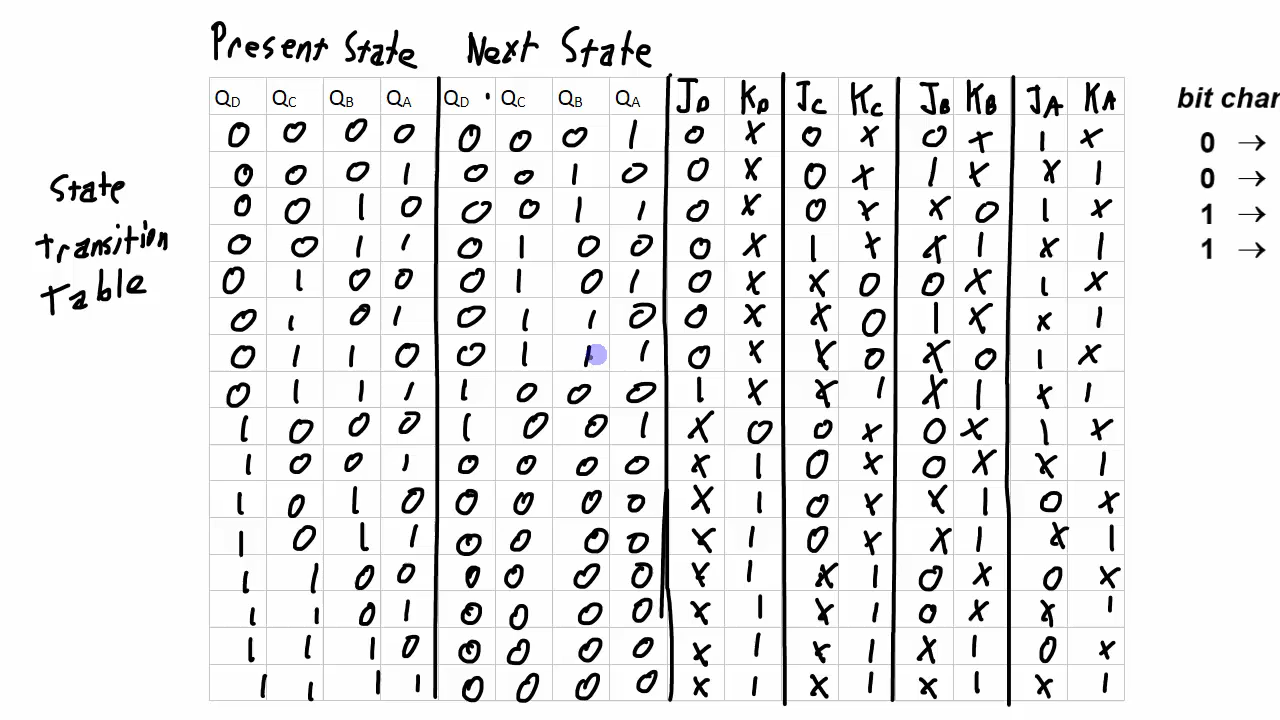 Present State Next State
QD QC QB QA QD QC QB QA JD KD JC KC JB KB JA KA bit char
0 0 0 0 0 0 0 1 0 X 0 X 0 X 1 X 0 →
0 0 0 1 0 0 1 0 0 X 0 X 1 X X 1 0 →
State
0 0 1 0 0 0 1 1 0 X 0 X X 0 1 X 1 →
transition
0 0 1 1 0 1 0 0 0 X 1 X X 1 X 1 1 →
table
0 1 0 0 0 1 0 1 0 X X 0 0 X 1 X
0 1 0 1 0 1 1 0 0 X X 0 1 X X 1
0 1 1 0 0 1 1 1 0 X X 0 X 0 1 X
0 1 1 1 1 0 0 0 1 X X 1 X 1 X 1
1 0 0 0 1 0 0 1 X 0 0 X 0 X 1 X
1 0 0 1 0 0 0 0 X 1 0 X 0 X X 1
1 0 1 0 0 0 0 0 X 1 0 X X 1 0 X
1 0 1 1 0 0 0 0 X 1 0 X X 1 X 1
1 1 0 0 0 0 0 0 X 1 X 1 0 X 0 X
1 1 0 1 0 0 0 0 X 1 X 1 0 X X 1
1 1 1 0 0 0 0 0 X 1 X 1 X 1 0 X
1 1 1 1 0 0 0 0 X 1 X 1 X 1 X 1